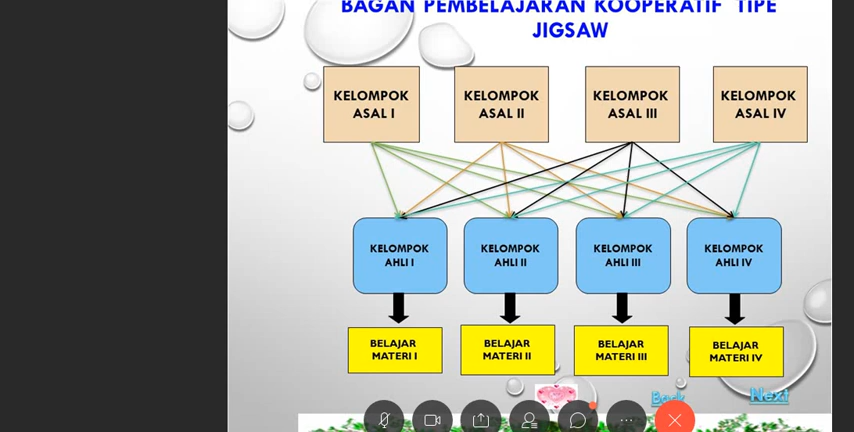 BAGAN PEMBELAJARAN KOOPERATIF TIPE
JIGSAW
KELOMPOK
ASAL I
KELOMPOK
ASAL II
KELOMPOK
ASAL III
KELOMPOK
ASAL IV
KELOMPOK
AHLI I
KELOMPOK
AHLI II
KELOMPOK
AHLI III
KELOMPOK
AHLI IV
BELAJAR
MATERI I
BELAJAR
MATERI II
BELAJAR
MATERI III
BELAJAR
MATERI IV
Back
Next